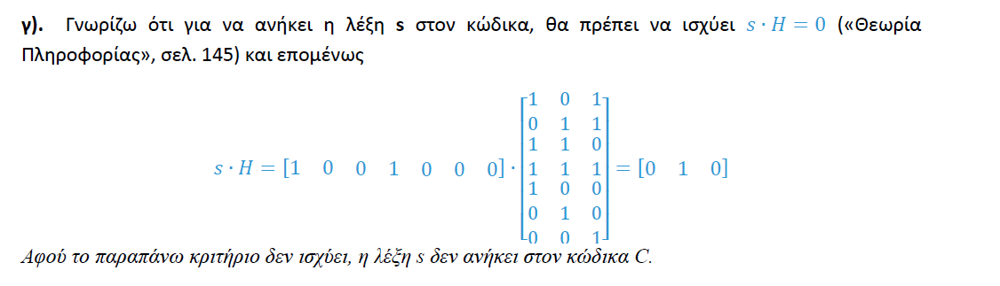 γ). Γνωρίζω ότι για να ανήκει η λέξη s στον κώδικα, θα πρέπει να ισχύει s · H = 0 («Θεωρία
Πληροφορίας», σελ. 145) και επομένως
1 0 1
0 1 1
1 1 0
s · H = [1 0 0 1 0 0 0] · 1 1 1 = [0 1 0]
1 0 0
0 1 0
0 0 1
Αφού το παραπάνω κριτήριο δεν ισχύει, η λέξη s δεν ανήκει στον κώδικα C.